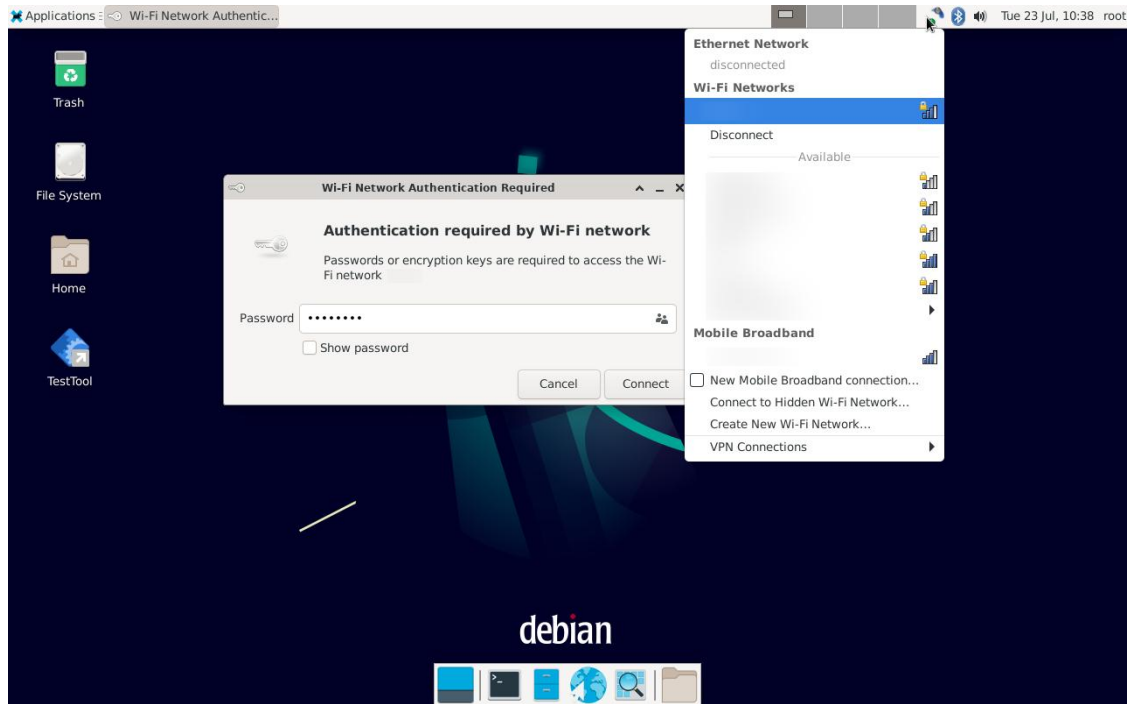 Applications
Wi-Fi Network Authentic...
Tue 23 Jul, 10:38 root
Trash
File System
Home
TestTool
Wi-Fi Network Authentication Required
Authentication required by Wi-Fi network
Passwords or encryption keys are required to access the Wi-
Fi network
Password ••••••••
Show password
Cancel Connect
Ethernet Network
disconnected
Wi-Fi Networks
Disconnect
Available
Mobile Broadband
New Mobile Broadband connection...
Connect to Hidden Wi-Fi Network...
Create New Wi-Fi Network...
VPN Connections
debian